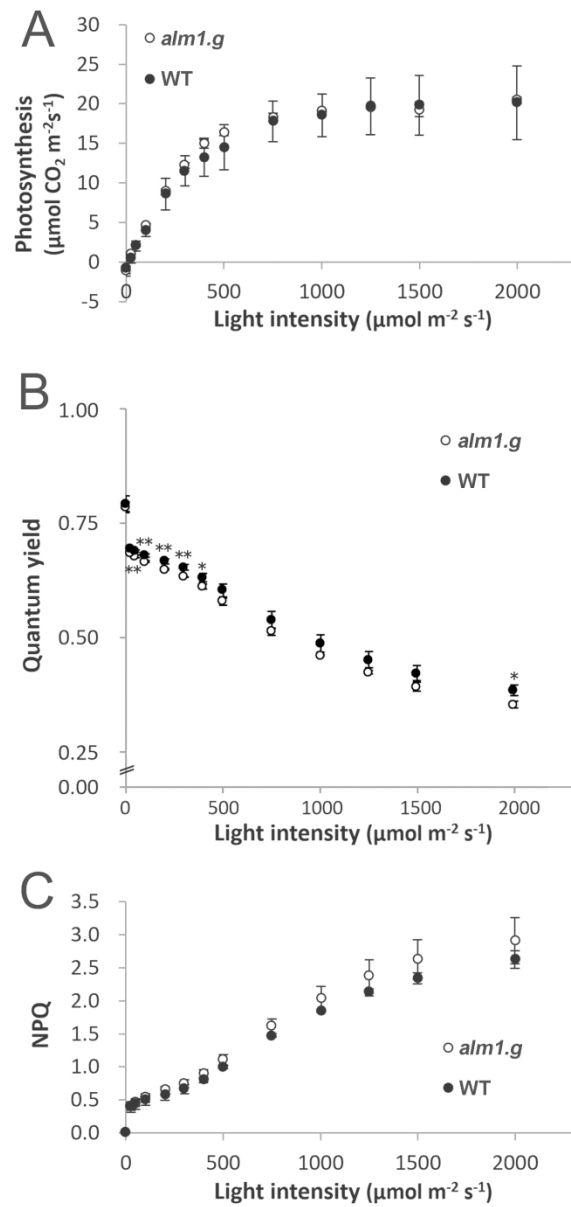 A
30
25
20
15
10
5
0
-5
Photosynthesis
(µmol CO₂ m⁻²s⁻¹)
alm1.g
WT
0
500
1000
1500
2000
Light intensity (µmol m⁻² s⁻¹)
B
1.00
0.75
0.50
0.25
0.00
Quantum yield
alm1.g
WT
** ** ** *
**
*
0
500
1000
1500
2000
Light intensity (µmol m⁻² s⁻¹)
C
3.5
3.0
2.5
2.0
1.5
1.0
0.5
0.0
NPQ
alm1.g
WT
0
500
1000
1500
2000
Light intensity (µmol m⁻² s⁻¹)